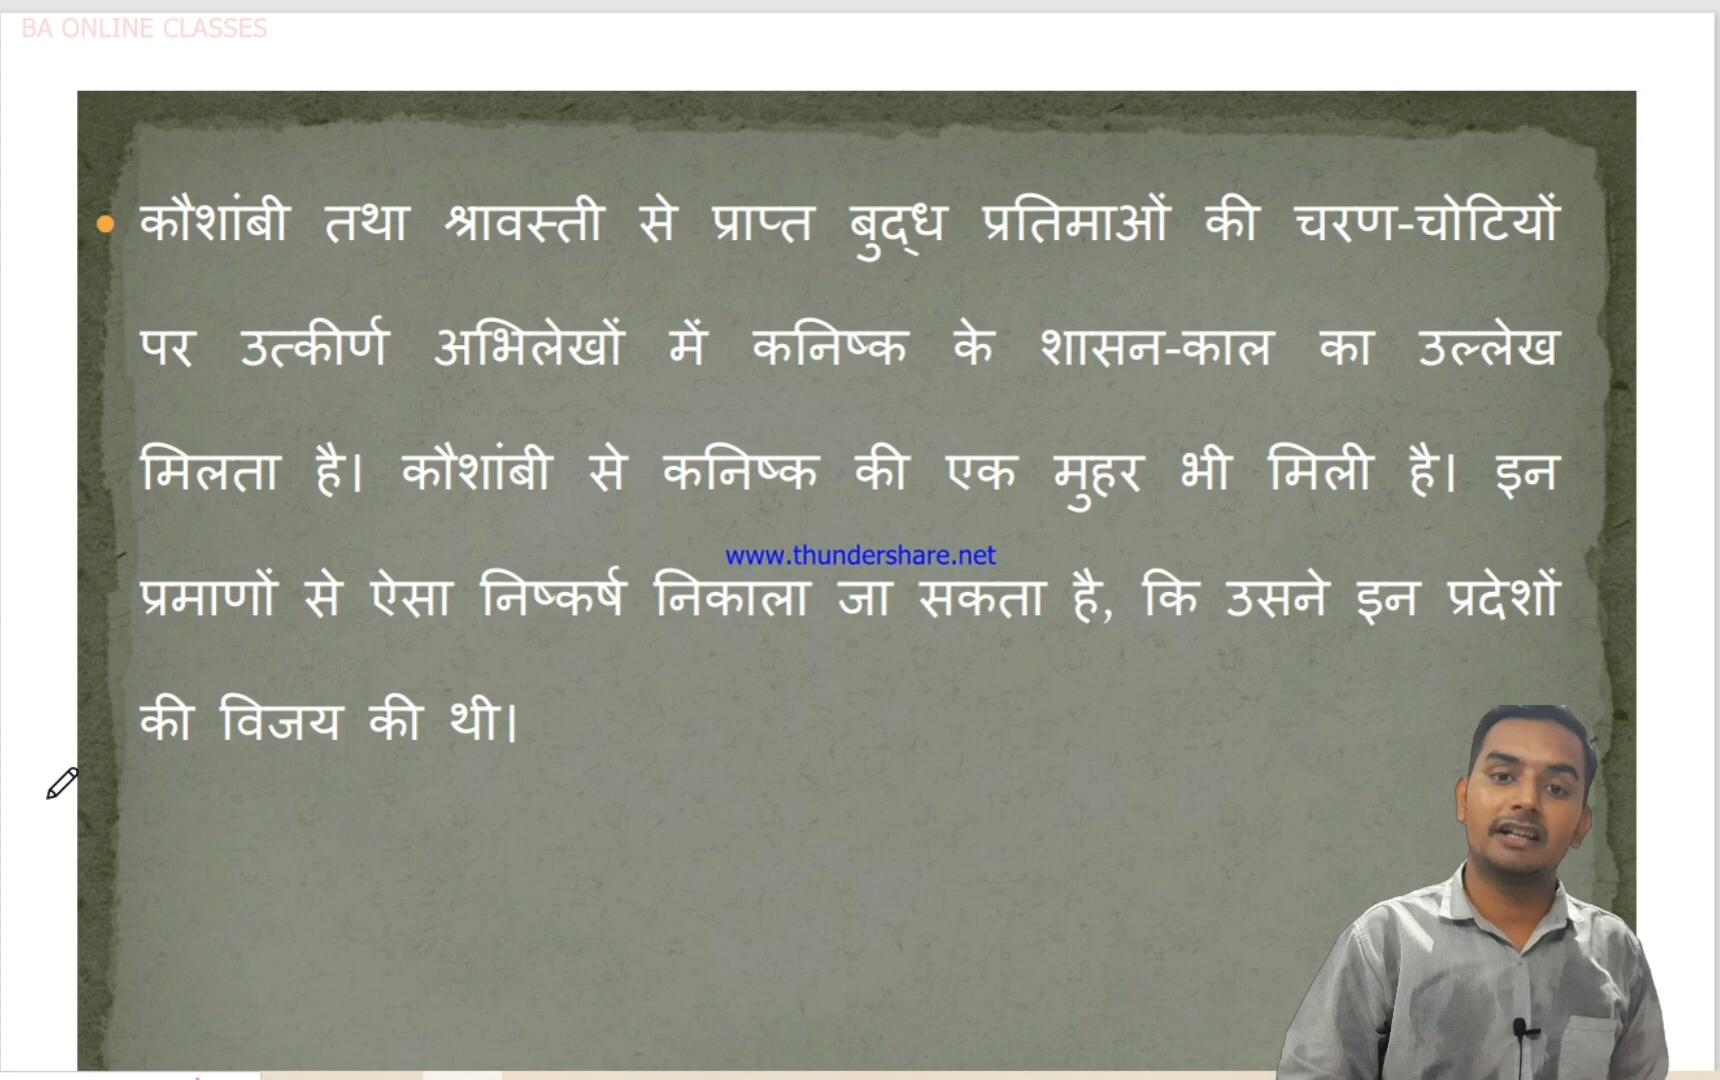 BA ONLINE CLASSES
कौशांबी तथा श्रावस्ती से प्राप्त बुद्ध प्रतिमाओं की चरण-चोटियों
पर उत्कीर्ण अभिलेखों में कनिष्क के शासन-काल का उल्लेख
मिलता है। कौशांबी से कनिष्क की एक मुहर भी मिली है। इन
www.thundershare.net
प्रमाणों से ऐसा निष्कर्ष निकाला जा सकता है, कि उसने इन प्रदेशों
की विजय की थी।